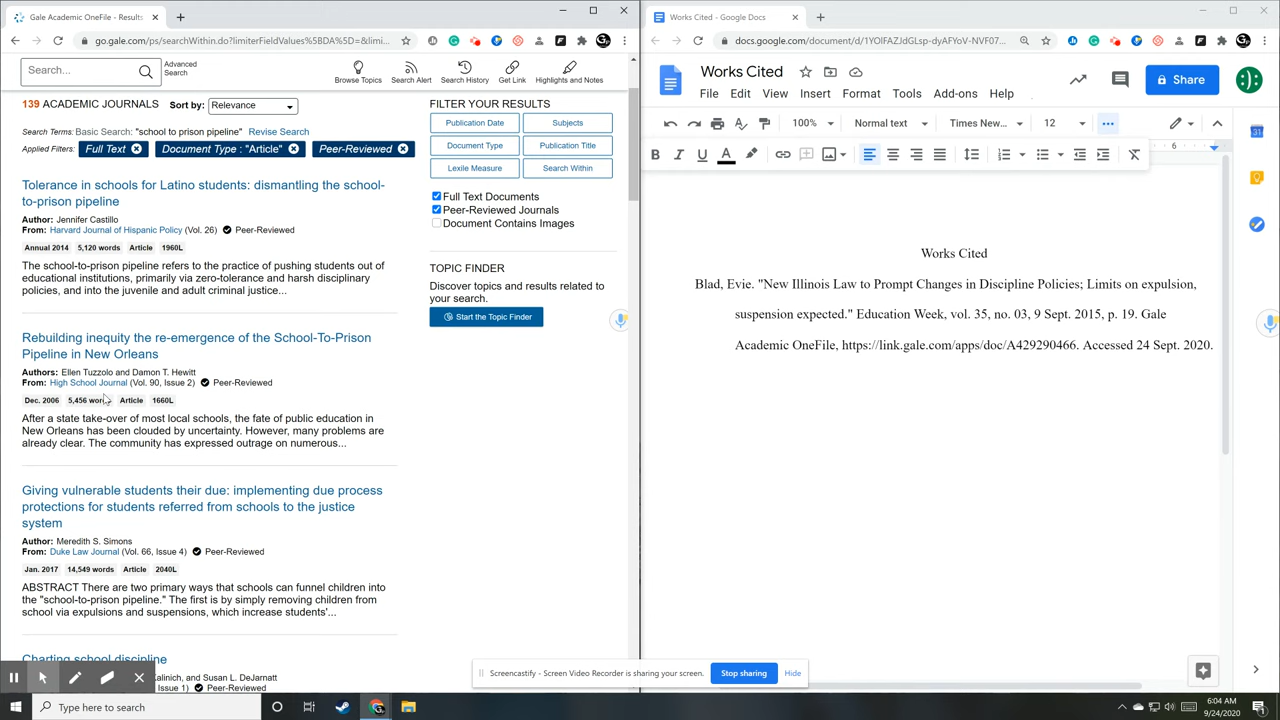 Gale Academic OneFile - Results
go.gale.com/ps/searchWithin.do?limiterFieldValues%5BDA%5D=&limi...
Search...
Advanced
Search
Browse Topics
Search Alert
Search History
Get Link
Highlights and Notes
139 ACADEMIC JOURNALS
Sort by:
Relevance
Search Terms: Basic Search: "school to prison pipeline" Revise Search
Applied Filters:
Full Text
Document Type : "Article"
Peer-Reviewed
Tolerance in schools for Latino students: dismantling the school-
to-prison pipeline
Author: Jennifer Castillo
From: Harvard Journal of Hispanic Policy (Vol. 26) Peer-Reviewed
Annual 2014 5,120 words Article 1960L
The school-to-prison pipeline refers to the practice of pushing students out of
educational institutions, primarily via zero-tolerance and harsh disciplinary
policies, and into the juvenile and adult criminal justice...
Rebuilding inequity the re-emergence of the School-To-Prison
Pipeline in New Orleans
Authors: Ellen Tuzzolo and Damon T. Hewitt
From: High School Journal (Vol. 90, Issue 2) Peer-Reviewed
Dec. 2006 5,456 words Article 1660L
After a state take-over of most local schools, the fate of public education in
New Orleans has been clouded by uncertainty. However, many problems are
already clear. The community has expressed outrage on numerous...
Giving vulnerable students their due: implementing due process
protections for students referred from schools to the justice
system
Author: Meredith S. Simons
From: Duke Law Journal (Vol. 66, Issue 4) Peer-Reviewed
Jan. 2017 14,549 words Article 2040L
ABSTRACT There are two primary ways that schools can funnel children into
the "school-to-prison pipeline." The first is by simply removing children from
school via expulsions and suspensions, which increase students'...
Charting school discipline
alinich, and Susan L. DeJarnatt
Issue 1) Peer-Reviewed
FILTER YOUR RESULTS
Publication Date
Subjects
Document Type
Publication Title
Lexile Measure
Search Within
Full Text Documents
Peer-Reviewed Journals
Document Contains Images
TOPIC FINDER
Discover topics and results related to
your search.
Start the Topic Finder
Works Cited - Google Docs
docs.google.com/document/d/1YOlFAZJdGLsp-dyAFYoV-NVF07...
Works Cited
File Edit View Insert Format Tools Add-ons Help
Share
100% Normal text Times New... 12
B I U A
6
Works Cited
Blad, Evie. "New Illinois Law to Prompt Changes in Discipline Policies; Limits on expulsion,
suspension expected." Education Week, vol. 35, no. 03, 9 Sept. 2015, p. 19. Gale
Academic OneFile, https://link.gale.com/apps/doc/A429290466. Accessed 24 Sept. 2020.
Screencastify - Screen Video Recorder is sharing your screen.
Stop sharing
Hide
Type here to search
6:04 AM
9/24/2020